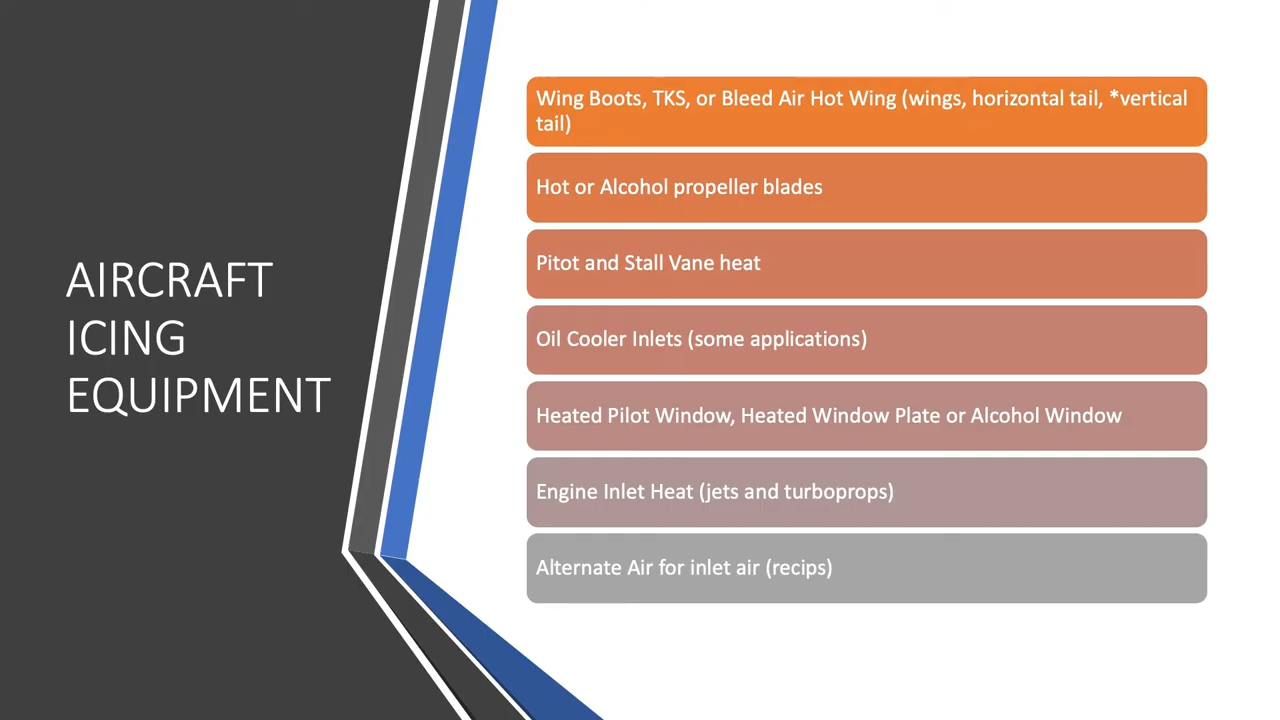 AIRCRAFT
ICING
EQUIPMENT
Wing Boots, TKS, or Bleed Air Hot Wing (wings, horizontal tail, *vertical
tail)
Hot or Alcohol propeller blades
Pitot and Stall Vane heat
Oil Cooler Inlets (some applications)
Heated Pilot Window, Heated Window Plate or Alcohol Window
Engine Inlet Heat (jets and turboprops)
Alternate Air for inlet air (recips)